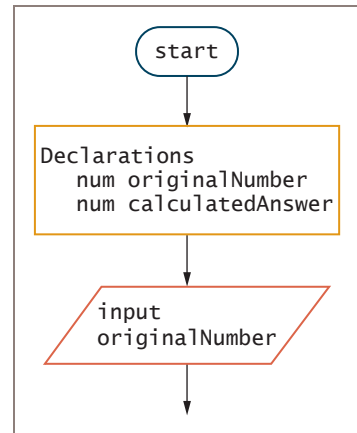 start
Declarations
num originalNumber
num calculatedAnswer
input
originalNumber